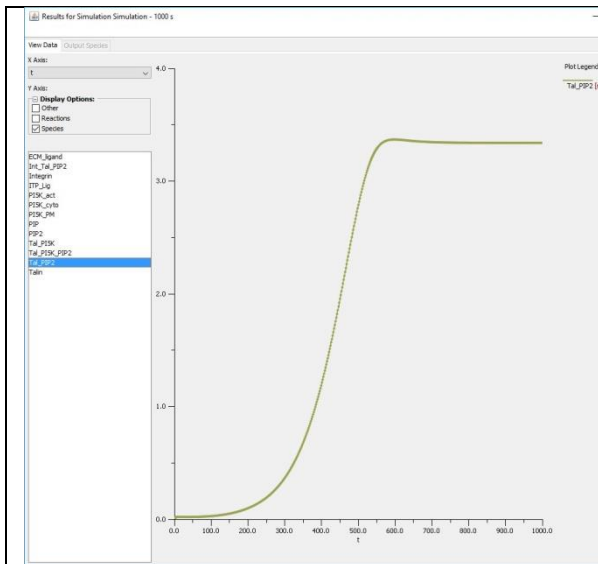 Results for Simulation Simulation - 1000 s
View Data Output Species
X Axis:
t
Y Axis:
Display Options:
Other
Reactions
Species
ECM_ligand
Int_Tal_PIP2
Integrin
ITP_Lig
PI5K_act
PI5K_cyto
PI5K_PM
PIP
PIP2
Tal_PI5K
Tal_PI5K_PIP2
Tal_PIP2
Talin
4.0
3.0
2.0
1.0
0.0
0.0 100.0 200.0 300.0 400.0 500.0 600.0 700.0 800.0 900.0 1000.0
t
Plot Legend
Tal_PIP2